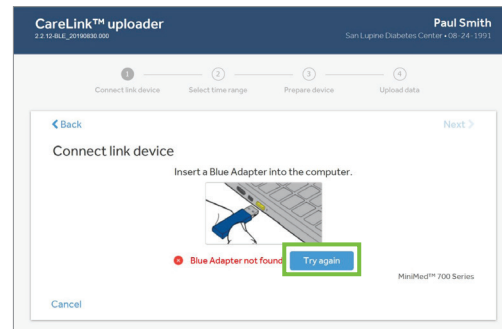 CareLink™ uploader
2.2.12-BLE_20190830.000
Paul Smith
San Lupine Diabetes Center • 08-24-1991
1
2
3
4
Connect link device
Select time range
Prepare device
Upload data
Back
Next
Connect link device
Insert a Blue Adapter into the computer.
Blue Adapter not found
Try again
MiniMed™ 700 Series
Cancel